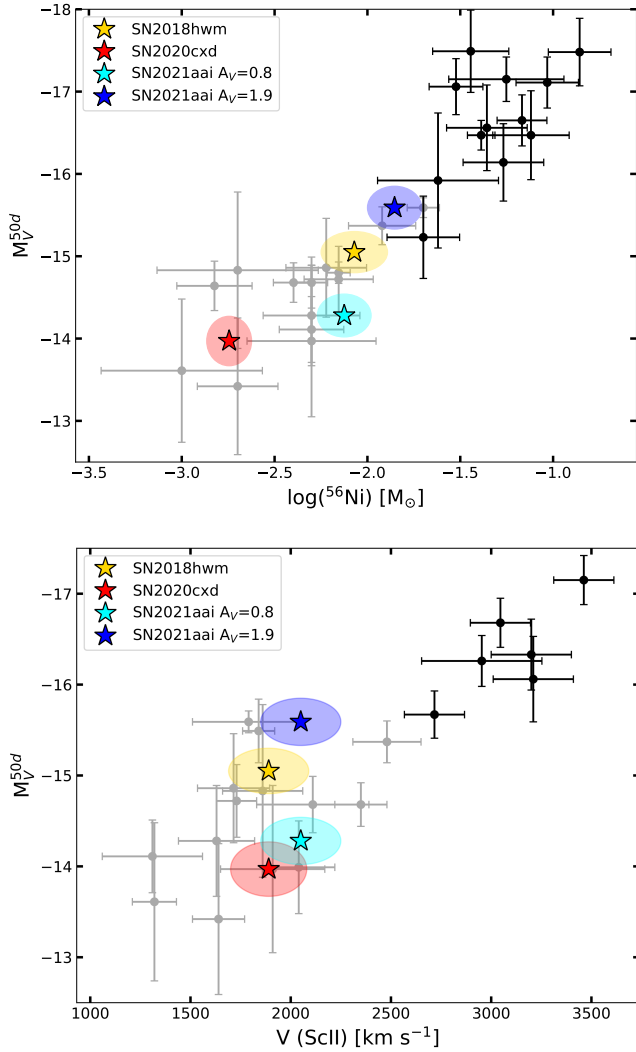 −18
−17
−16
−15
−14
−13
M_V^{50d}
SN2018hwm
SN2020cxd
SN2021aai A_V=0.8
SN2021aai A_V=1.9
−3.5 −3.0 −2.5 −2.0 −1.5 −1.0
log(⁵⁶Ni) [M_⊙]
SN2018hwm
SN2020cxd
SN2021aai A_V=0.8
SN2021aai A_V=1.9
-17
-16
-15
-14
-13
M_V^{50d}
1000 1500 2000 2500 3000 3500
V (ScII) [km s⁻¹]